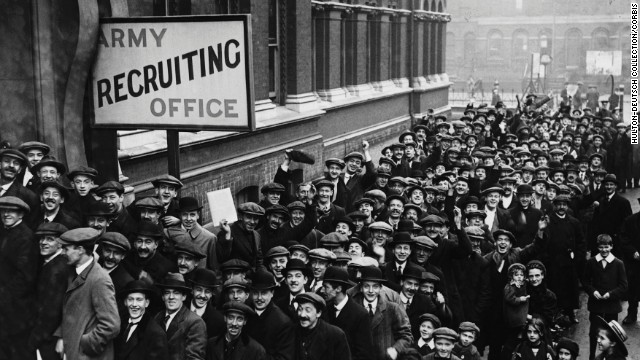 ARMY
RECRUITING
OFFICE
HULTON-DEUTSCH COLLECTION/CORBIS